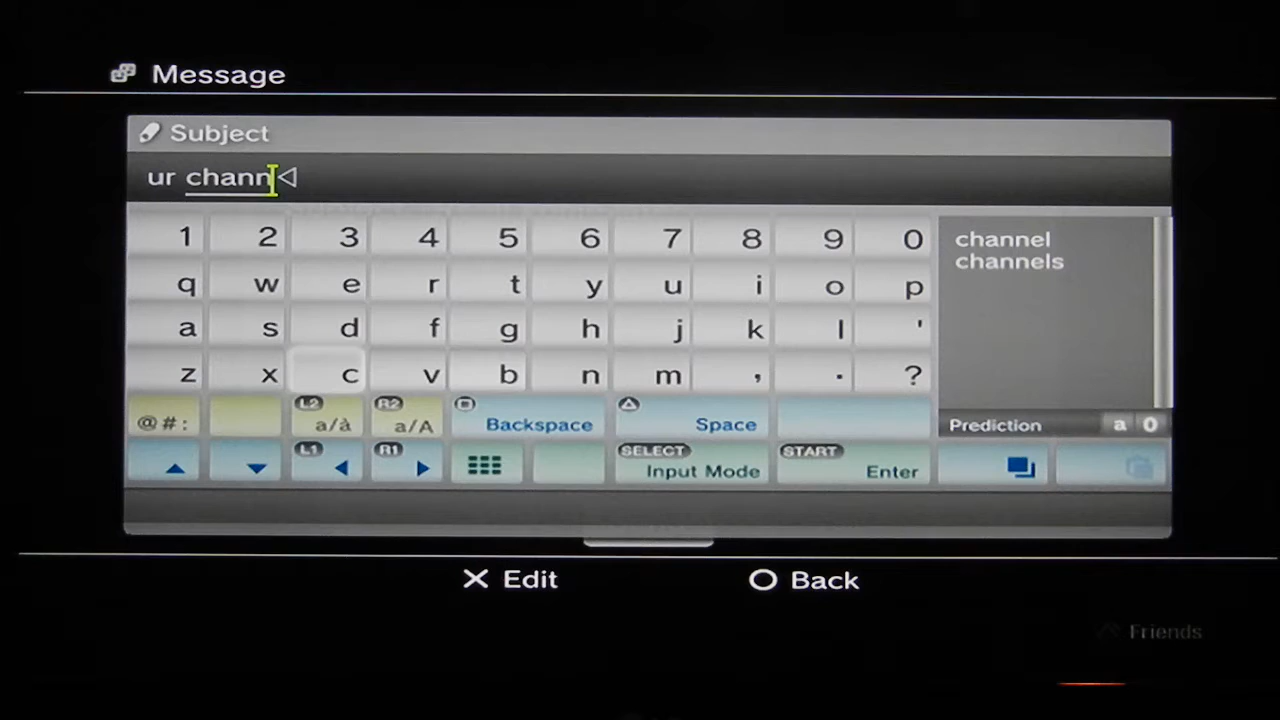 Message
Subject
ur chann
1 2 3 4 5 6 7 8 9 0
q w e r t y u i o p
a s d f g h j k l '
z x c v b n m , . ?
channel
channels
@#: L2 a/à R2 a/A Backspace Space
Prediction a 0
L1 R1 SELECT Input Mode START Enter
X Edit O Back
Friends